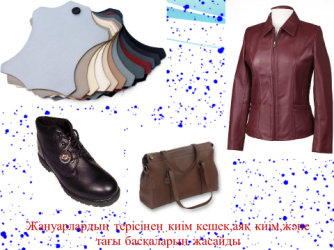 Жануарлардың терісінен киім кешек,аяқ киім,және
тағы басқаларын жасайды